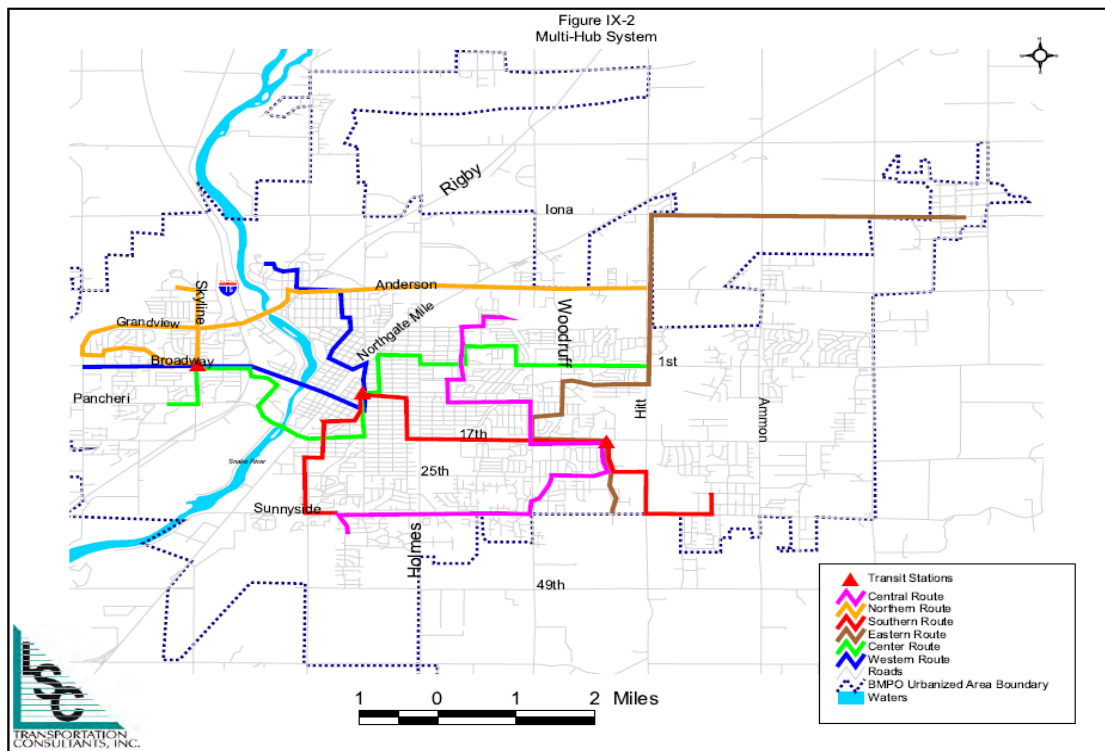 Figure IX-2
Multi-Hub System
N
Rigby
Iona
Skyline
Anderson
Grandview
Northgate Mile
Woodruff
Broadway
1st
Pancheri
Hitt
Ammon
17th
Snake River
25th
Sunnyside
Holmes
49th
Transit Stations
Central Route
Northern Route
Southern Route
Eastern Route
Center Route
Western Route
Roads
BMPO Urbanized Area Boundary
Waters
1 0 1 2 Miles
LSC
TRANSPORTATION
CONSULTANTS, INC.